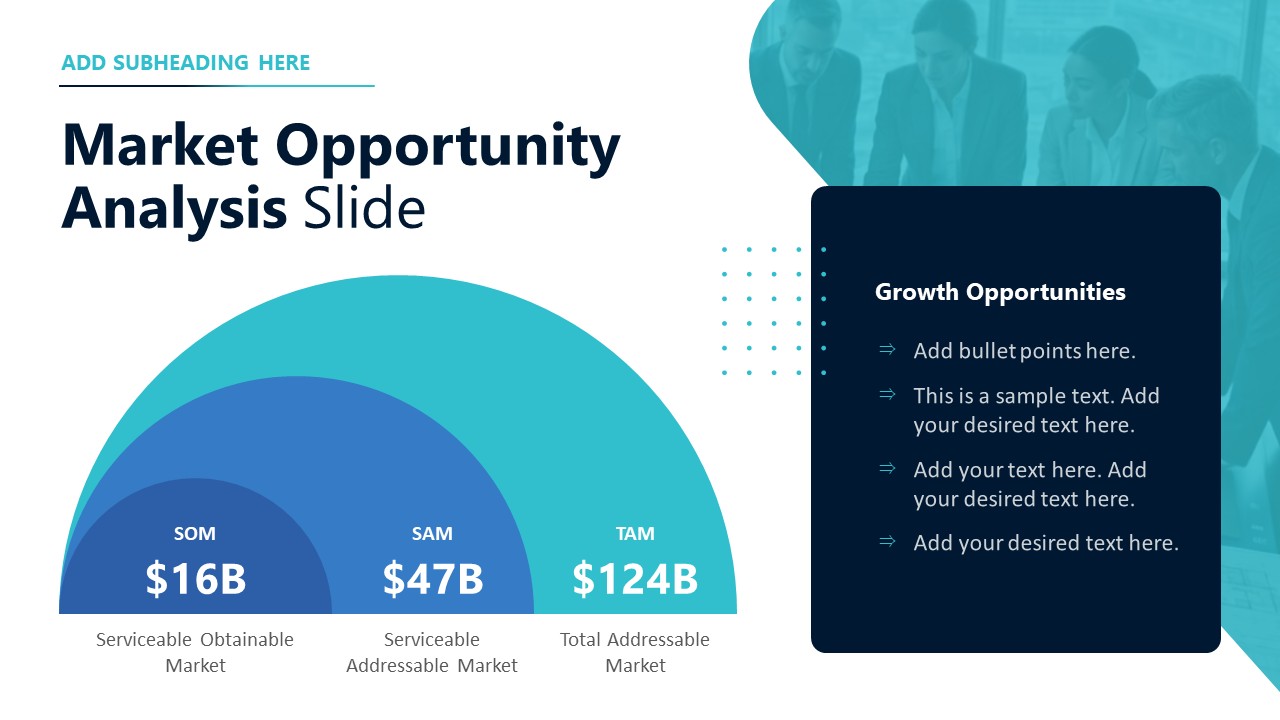 ADD SUBHEADING HERE
Market Opportunity
Analysis Slide
SOM
$16B
Serviceable Obtainable
Market
SAM
$47B
Serviceable
Addressable Market
TAM
$124B
Total Addressable
Market
Growth Opportunities
⇒ Add bullet points here.
⇒ This is a sample text. Add
your desired text here.
⇒ Add your text here. Add
your desired text here.
⇒ Add your desired text here.